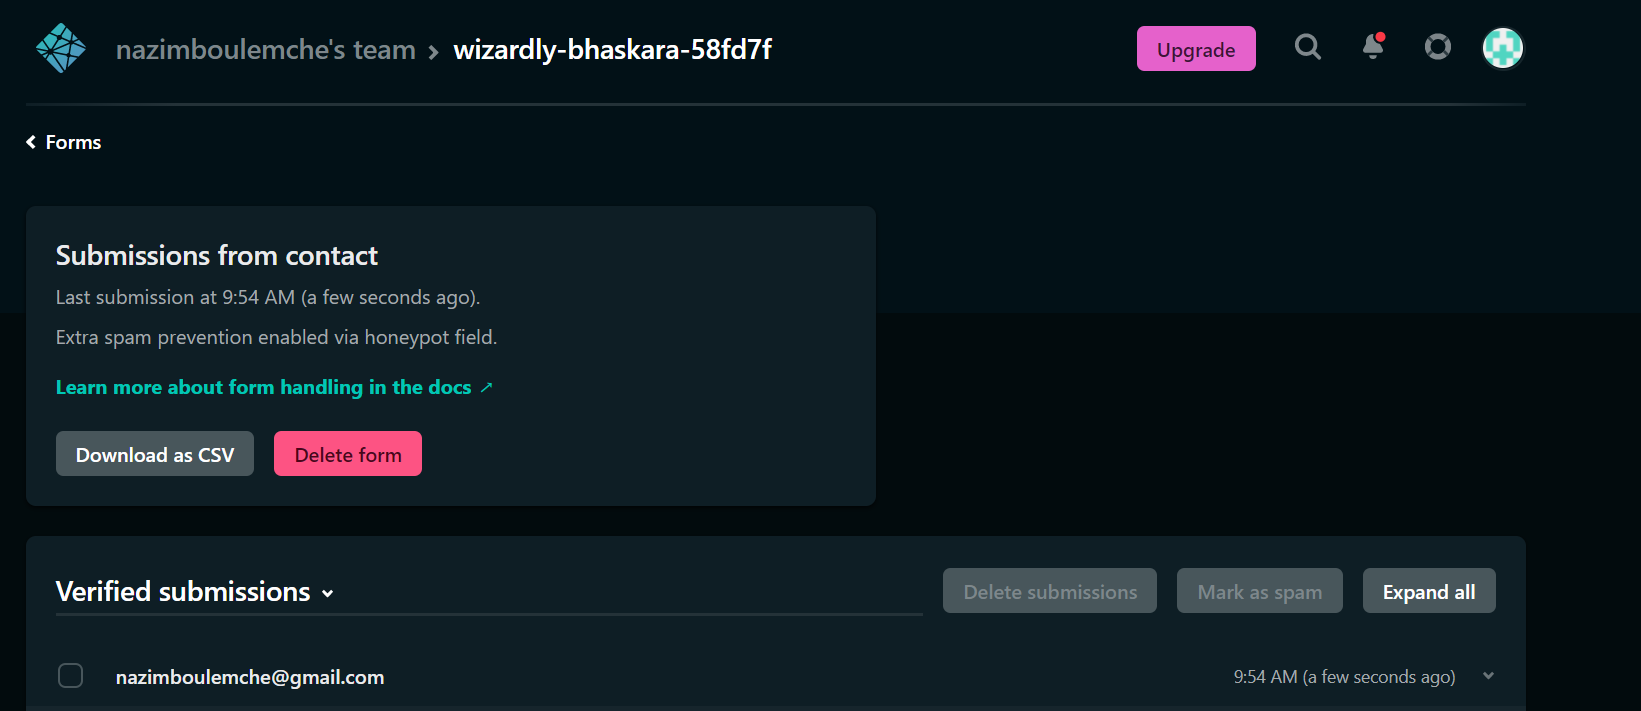 nazimboulemche's team > wizardly-bhaskara-58fd7f Upgrade
Forms
Submissions from contact
Last submission at 9:54 AM (a few seconds ago).
Extra spam prevention enabled via honeypot field.
Learn more about form handling in the docs ↗
Download as CSV Delete form
Verified submissions Delete submissions Mark as spam Expand all
nazimboulemche@gmail.com 9:54 AM (a few seconds ago)